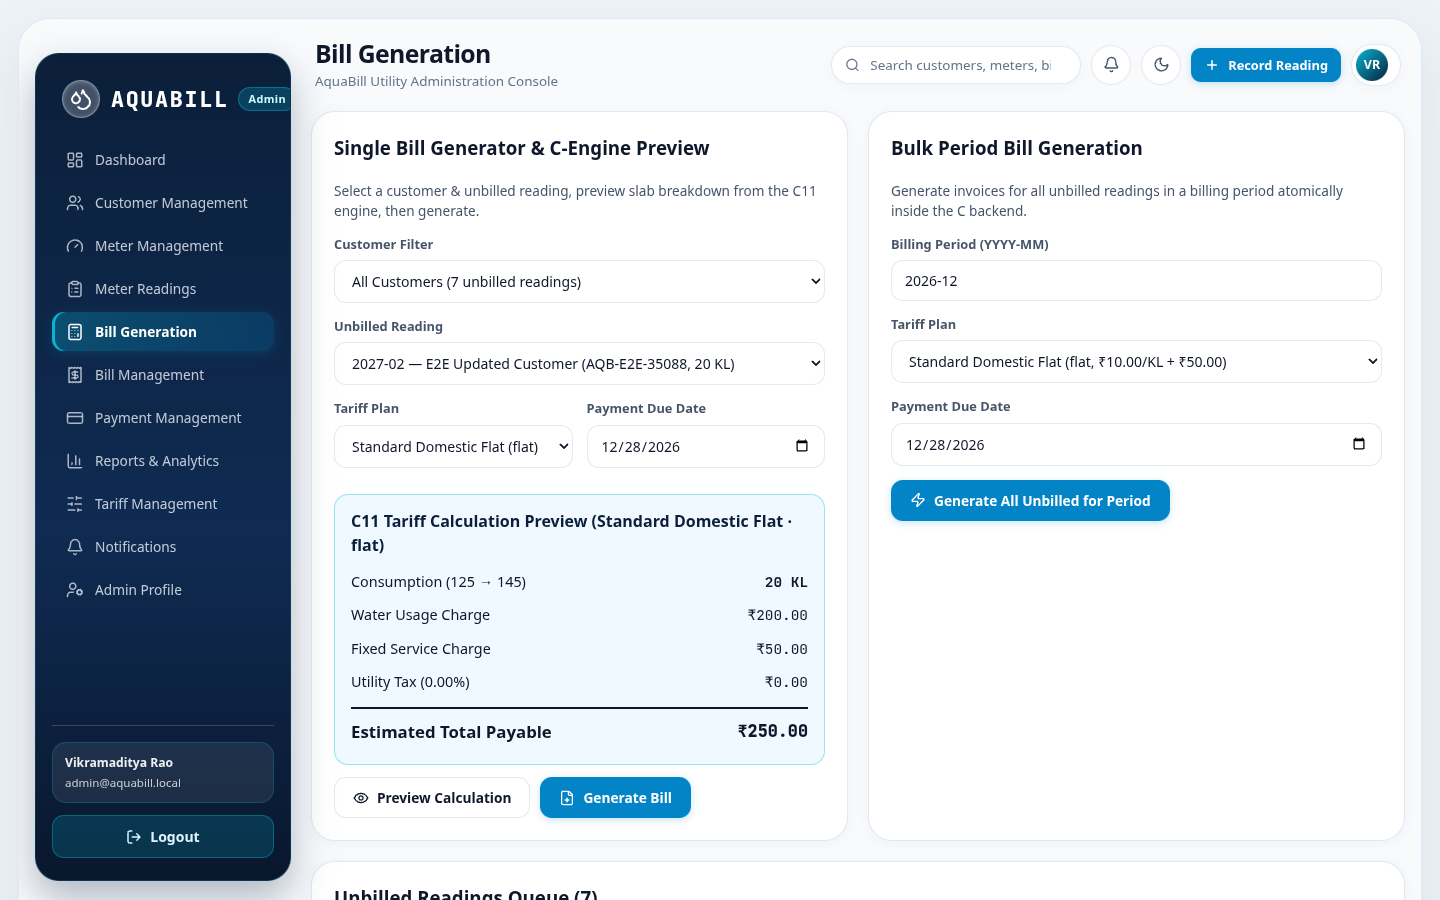 AQUABILL
Admin
Dashboard
Customer Management
Meter Management
Meter Readings
Bill Generation
Bill Management
Payment Management
Reports & Analytics
Tariff Management
Notifications
Admin Profile
Vikramaditya Rao
admin@aquabill.local
Logout
Bill Generation
AquaBill Utility Administration Console
Search customers, meters, bi
Record Reading
VR
Single Bill Generator & C-Engine Preview
Select a customer & unbilled reading, preview slab breakdown from the C11
engine, then generate.
Customer Filter
All Customers (7 unbilled readings)
Unbilled Reading
2027-02 — E2E Updated Customer (AQB-E2E-35088, 20 KL)
Tariff Plan
Payment Due Date
Standard Domestic Flat (flat)
12/28/2026
C11 Tariff Calculation Preview (Standard Domestic Flat ·
flat)
Consumption (125 → 145)
20 KL
Water Usage Charge
₹200.00
Fixed Service Charge
₹50.00
Utility Tax (0.00%)
₹0.00
Estimated Total Payable
₹250.00
Preview Calculation
Generate Bill
Bulk Period Bill Generation
Generate invoices for all unbilled readings in a billing period atomically
inside the C backend.
Billing Period (YYYY-MM)
2026-12
Tariff Plan
Standard Domestic Flat (flat, ₹10.00/KL + ₹50.00)
Payment Due Date
12/28/2026
Generate All Unbilled for Period
Unbilled Readings Queue (7)